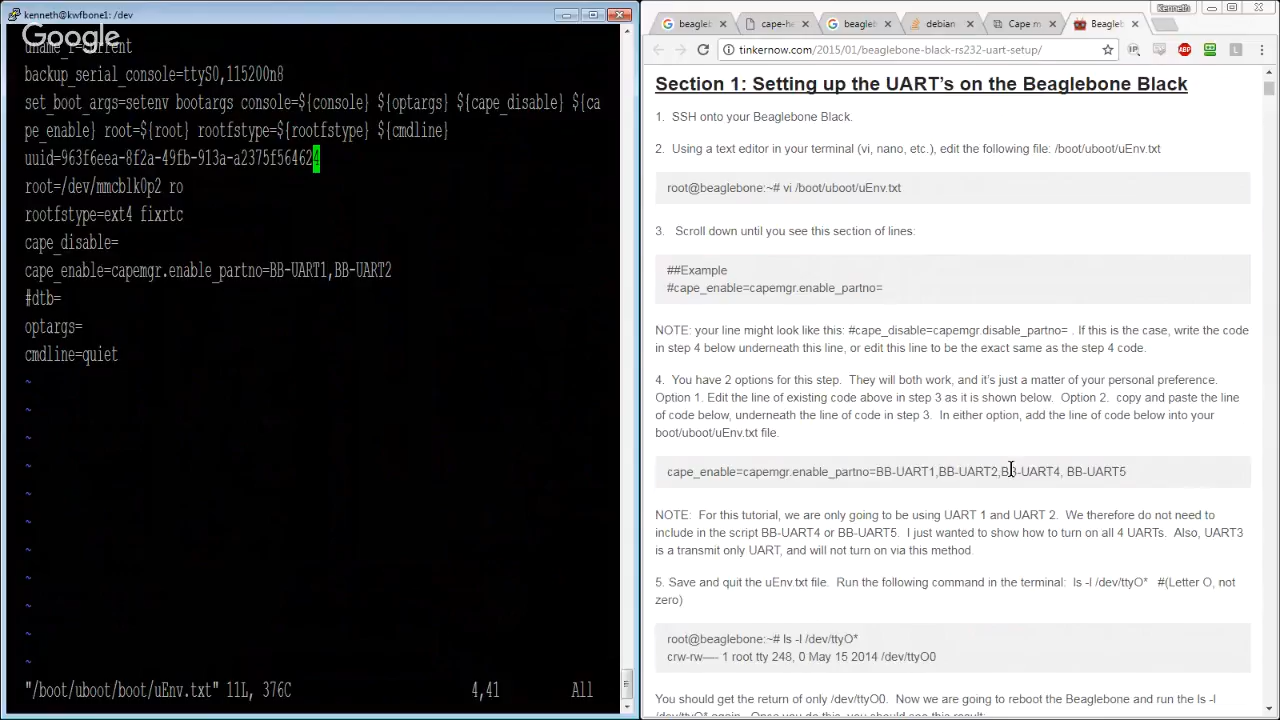 kenneth@kwfbone1: /dev
Google
uname_r=current
backup_serial_console=ttyS0,115200n8
set_boot_args=setenv bootargs console=${console} ${optargs} ${cape_disable} ${ca
pe_enable} root=${root} rootfstype=${rootfstype} ${cmdline}
uuid=963f6eea-8f2a-49fb-913a-a2375f564624
root=/dev/mmcblk0p2 ro
rootfstype=ext4 fixrtc
cape_disable=
cape_enable=capemgr.enable_partno=BB-UART1,BB-UART2
#dtb=
optargs=
cmdline=quiet
~
~
~
~
~
~
~
~
~
~
~
"/boot/uboot/boot/uEnv.txt" 11L, 376C 4,41 All
Kenneth
beagle
capem
beagle
debian
Cape M
Beagleb
tinkernow.com/2015/01/beaglebone-black-rs232-uart-setup/
Section 1: Setting up the UART's on the Beaglebone Black
1. SSH onto your Beaglebone Black.
2. Using a text editor in your terminal (vi, nano, etc.), edit the following file: /boot/uboot/uEnv.txt
root@beaglebone:~# vi /boot/uboot/uEnv.txt
3. Scroll down until you see this section of lines:
##Example
#cape_enable=capemgr.enable_partno=
NOTE: your line might look like this: #cape_disable=capemgr.disable_partno= . If this is the case, write the code
in step 4 below underneath this line, or edit this line to be the exact same as the step 4 code.
4. You have 2 options for this step. They will both work, and it's just a matter of your personal preference.
Option 1. Edit the line of existing code above in step 3 as it is shown below. Option 2. copy and paste the line
of code below, underneath the line of code in step 3. In either option, add the line of code below into your
boot/uboot/uEnv.txt file.
cape_enable=capemgr.enable_partno=BB-UART1,BB-UART2,BB-UART4, BB-UART5
NOTE: For this tutorial, we are only going to be using UART 1 and UART 2. We therefore do not need to
include in the script BB-UART4 or BB-UART5. I just wanted to show how to turn on all 4 UARTs. Also, UART3
is a transmit only UART, and will not turn on via this method.
5. Save and quit the uEnv.txt file. Run the following command in the terminal: ls -l /dev/ttyO* #(Letter O, not
zero)
root@beaglebone:~# ls -l /dev/ttyO*
crw-rw—- 1 root tty 248, 0 May 15 2014 /dev/ttyO0
You should get the return of only /dev/ttyO0. Now we are going to reboot the Beaglebone and run the ls -l